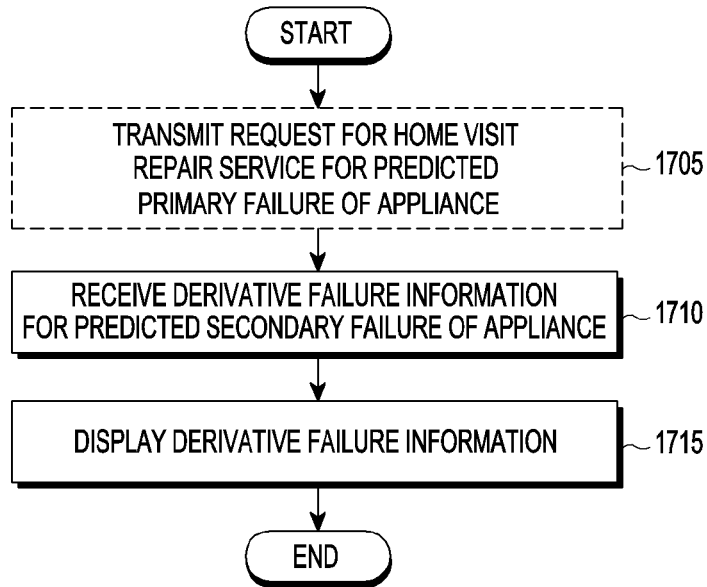 START
TRANSMIT REQUEST FOR HOME VISIT
REPAIR SERVICE FOR PREDICTED
PRIMARY FAILURE OF APPLIANCE
1705
RECEIVE DERIVATIVE FAILURE INFORMATION
FOR PREDICTED SECONDARY FAILURE OF APPLIANCE
1710
DISPLAY DERIVATIVE FAILURE INFORMATION
1715
END